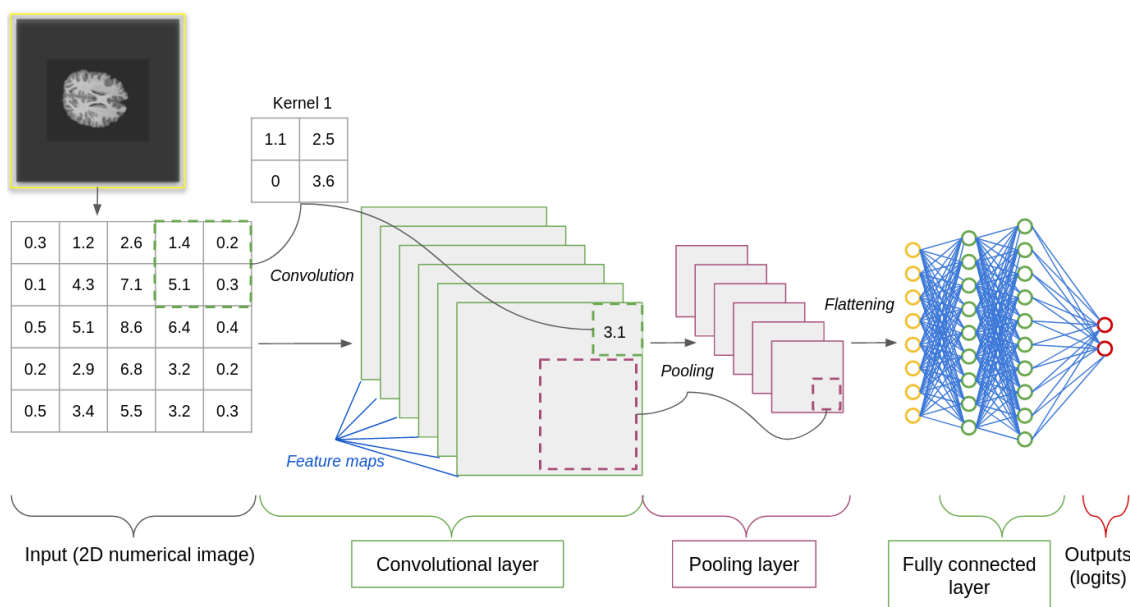 Kernel 1
1.1 2.5
0 3.6
0.3 1.2 2.6 1.4 0.2
0.1 4.3 7.1 5.1 0.3
0.5 5.1 8.6 6.4 0.4
0.2 2.9 6.8 3.2 0.2
0.5 3.4 5.5 3.2 0.3
Convolution
3.1
Feature maps
Pooling
Flattening
Input (2D numerical image)
Convolutional layer
Pooling layer
Fully connected
layer
Outputs
(logits)